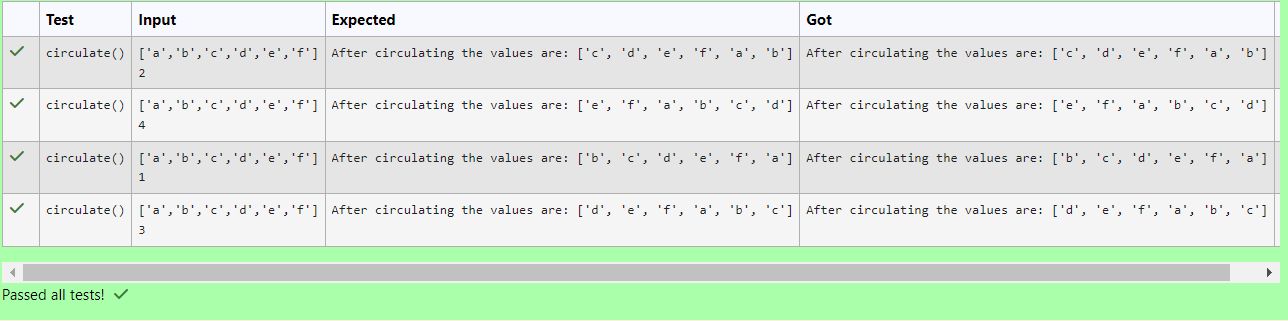 Test Input Expected Got
circulate() ['a','b','c','d','e','f'] After circulating the values are: ['c', 'd', 'e', 'f', 'a', 'b'] After circulating the values are: ['c', 'd', 'e', 'f', 'a', 'b']
2
circulate() ['a','b','c','d','e','f'] After circulating the values are: ['e', 'f', 'a', 'b', 'c', 'd'] After circulating the values are: ['e', 'f', 'a', 'b', 'c', 'd']
4
circulate() ['a','b','c','d','e','f'] After circulating the values are: ['b', 'c', 'd', 'e', 'f', 'a'] After circulating the values are: ['b', 'c', 'd', 'e', 'f', 'a']
1
circulate() ['a','b','c','d','e','f'] After circulating the values are: ['d', 'e', 'f', 'a', 'b', 'c'] After circulating the values are: ['d', 'e', 'f', 'a', 'b', 'c']
3
Passed all tests!